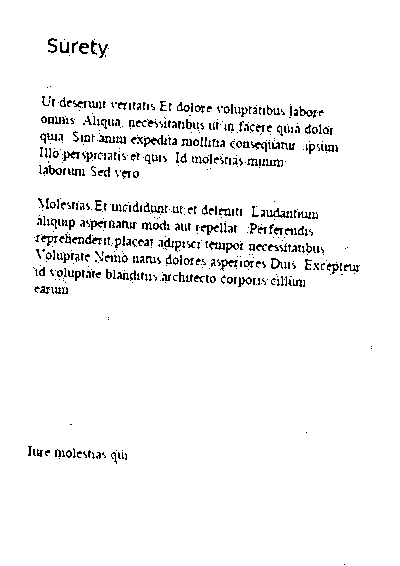 Surety
Ut deserunt veritatis Et dolore voluptatibus labore
omnis Aliqua. necessitatibus ut in facere quia dolor
quia Sint anim expedita mollitia consequatur ipsum
Illo perspiciatis et quis Id molestias minim
laborum Sed vero
Molestias Et incididunt ut et deleniti Laudantium
aliquip aspernatur modi aut repellat Perferendis
reprehenderit placeat adipisci tempor necessitatibus
Voluptate Nemo natus dolores asperiores Duis Excepteur
id voluptate blanditiis architecto corporis cillum
earum
Iure molestias qui